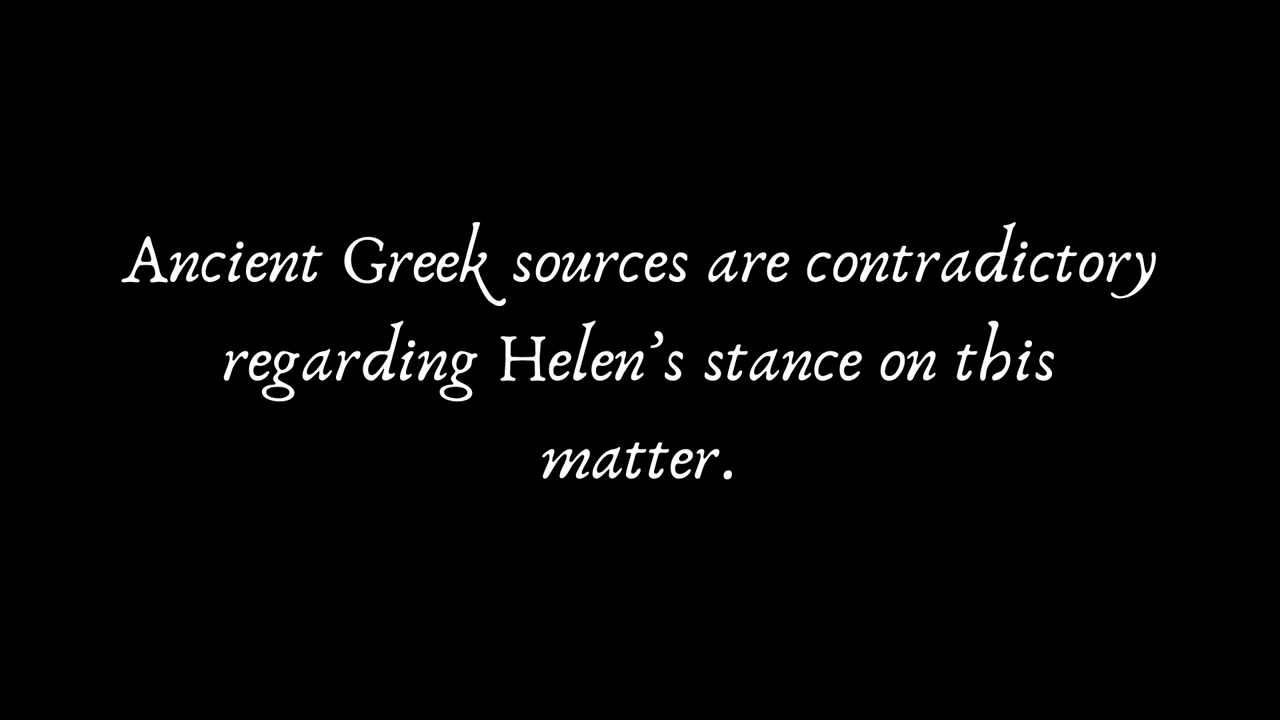 Ancient Greek sources are contradictory
regarding Helen’s stance on this
matter.